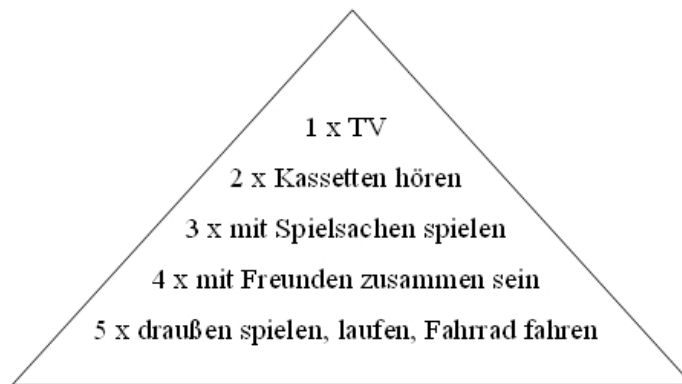 1 x TV
2 x Kassetten hören
3 x mit Spielsachen spielen
4 x mit Freunden zusammen sein
5 x draußen spielen, laufen, Fahrrad fahren